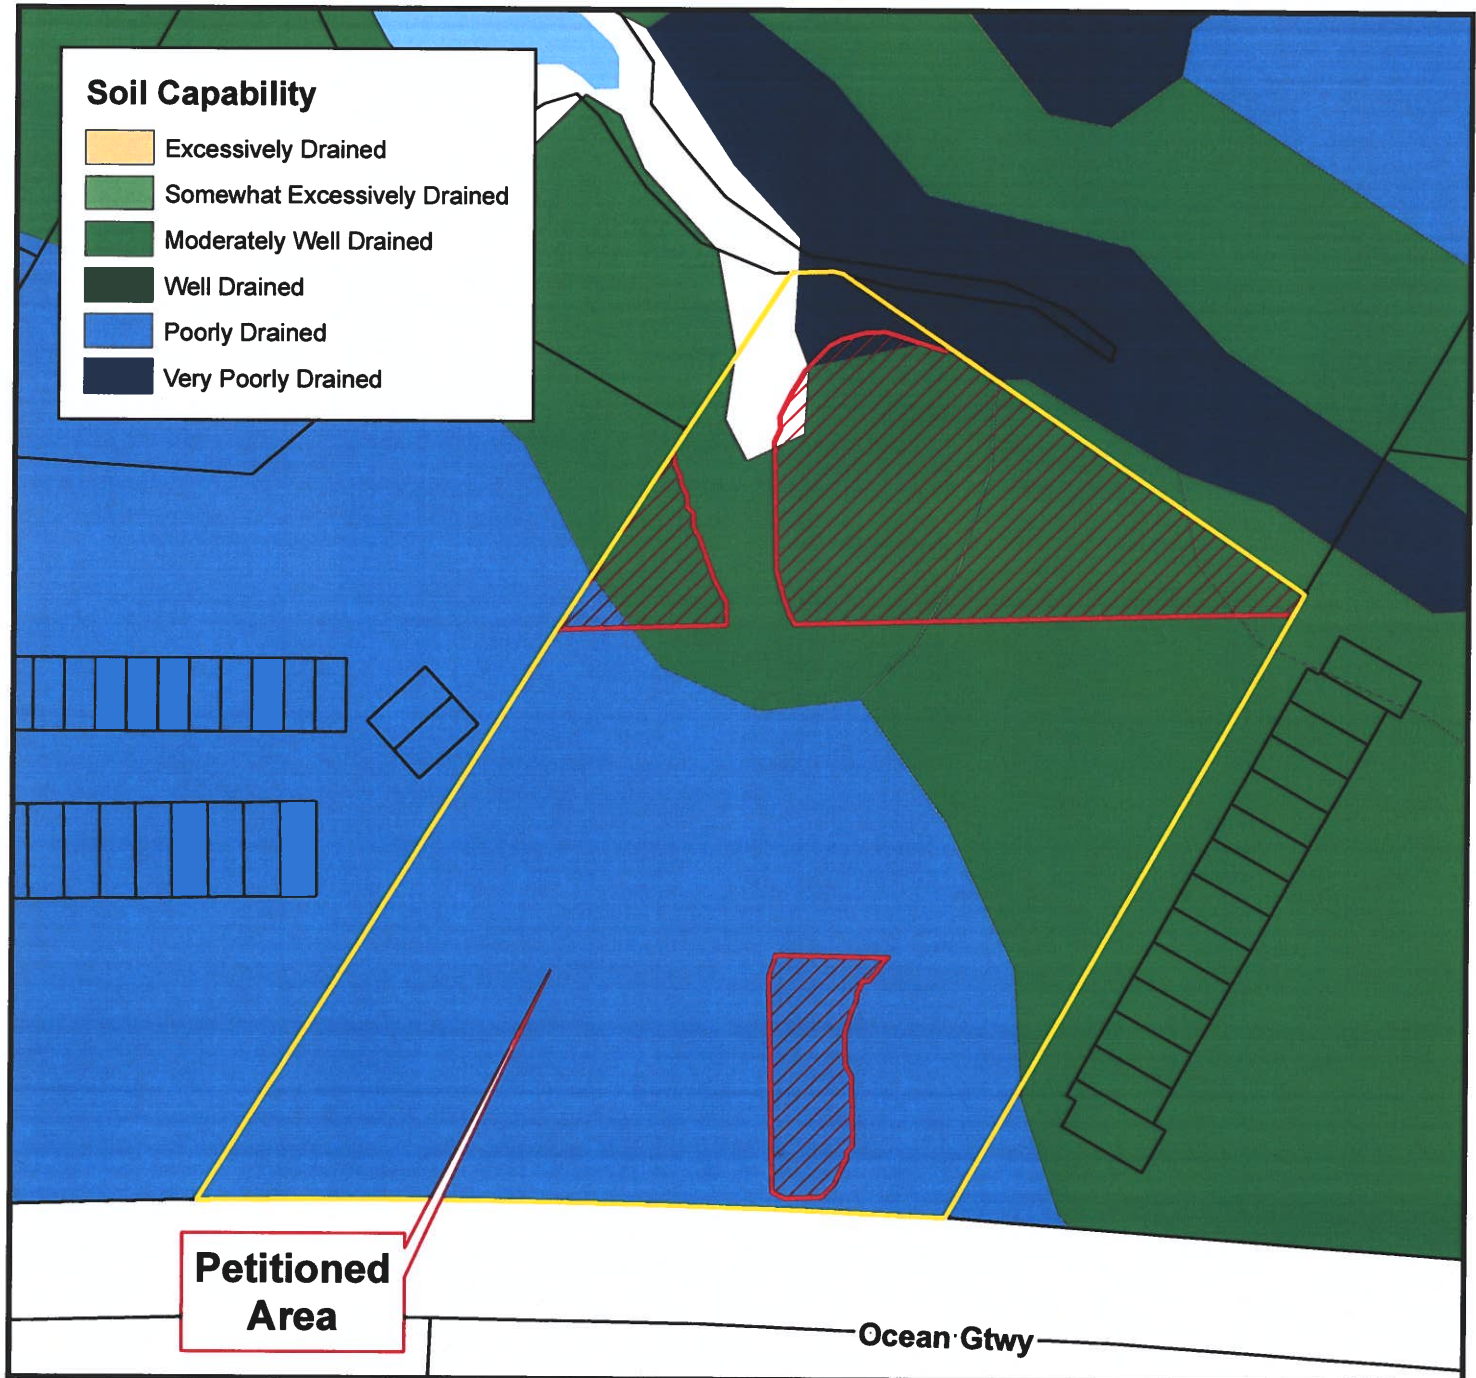 Soil Capability
Excessively Drained
Somewhat Excessively Drained
Moderately Well Drained
Well Drained
Poorly Drained
Very Poorly Drained
Petitioned
Area
Ocean Gtwy